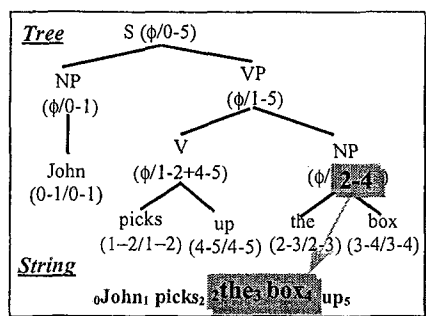 Tree
S (ϕ/0-5)
NP VP
(ϕ/0-1) (ϕ/1-5)
V NP
John (ϕ/1-2+4-5) (ϕ/ 2-4 )
(0-1/0-1)
picks up the box
(1–2/1–2) (4-5/4-5) (2-3/2-3) (3-4/3-4)
String
₀John₁ picks₂ ₂the₃ box₄ up₅